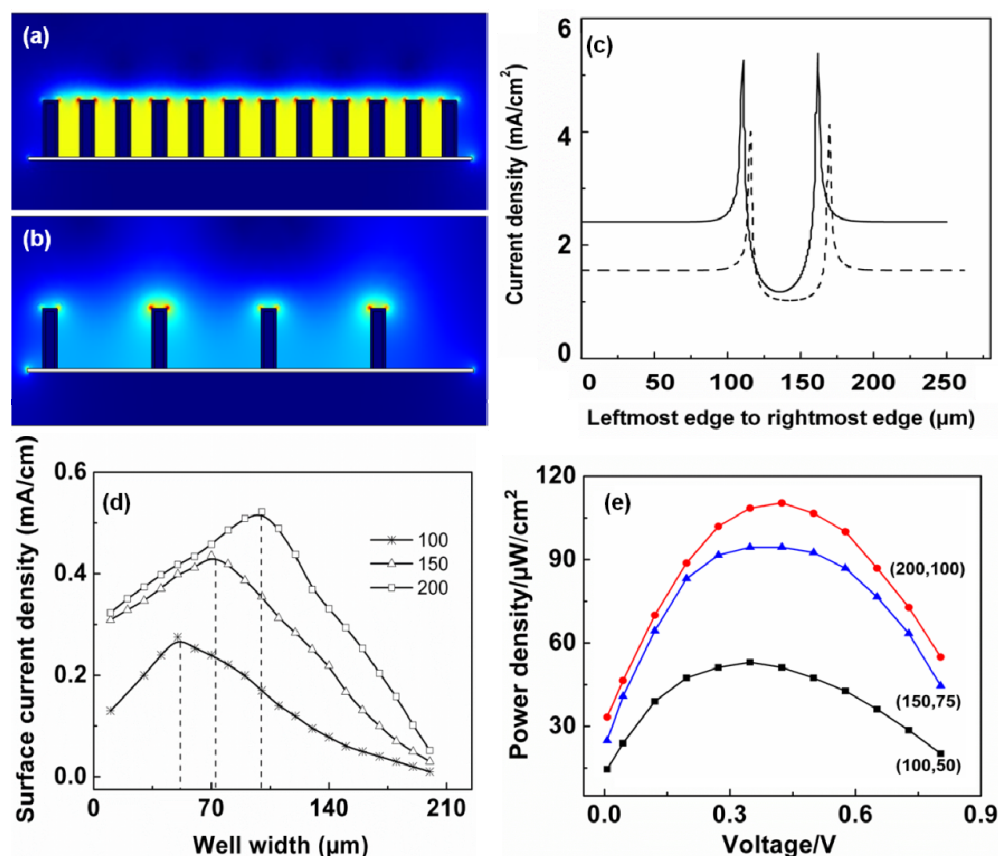 (a)
(b)
(c)
Current density (mA/cm²)
6
4
2
0
0 50 100 150 200 250
Leftmost edge to rightmost edge (µm)
(d)
Surface current density (mA/cm)
0.6
0.4
0.2
0.0
100
150
200
0 70 140 210
Well width (µm)
(e)
Power density/µW/cm²
120
90
60
30
(200,100)
(150,75)
(100,50)
0.0 0.3 0.6 0.9
Voltage/V